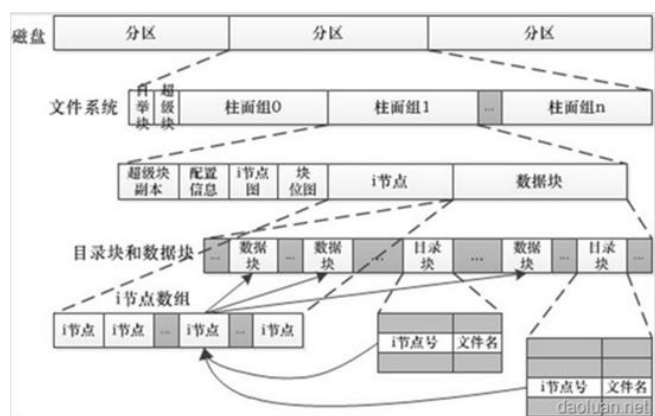 磁盘 分区 分区 分区
文件系统 自举块 超级块 柱面组0 柱面组1 ... 柱面组n
超级块副本 配置信息 i节点图 块位图 i节点 数据块
目录块和数据块 ... 数据块 ... 数据块 ... 目录块 ... 数据块 ... 目录块 ...
i节点数组
i节点 i节点 ... i节点 ... i节点
i节点号 文件名
i节点号 文件名
daoluan.net